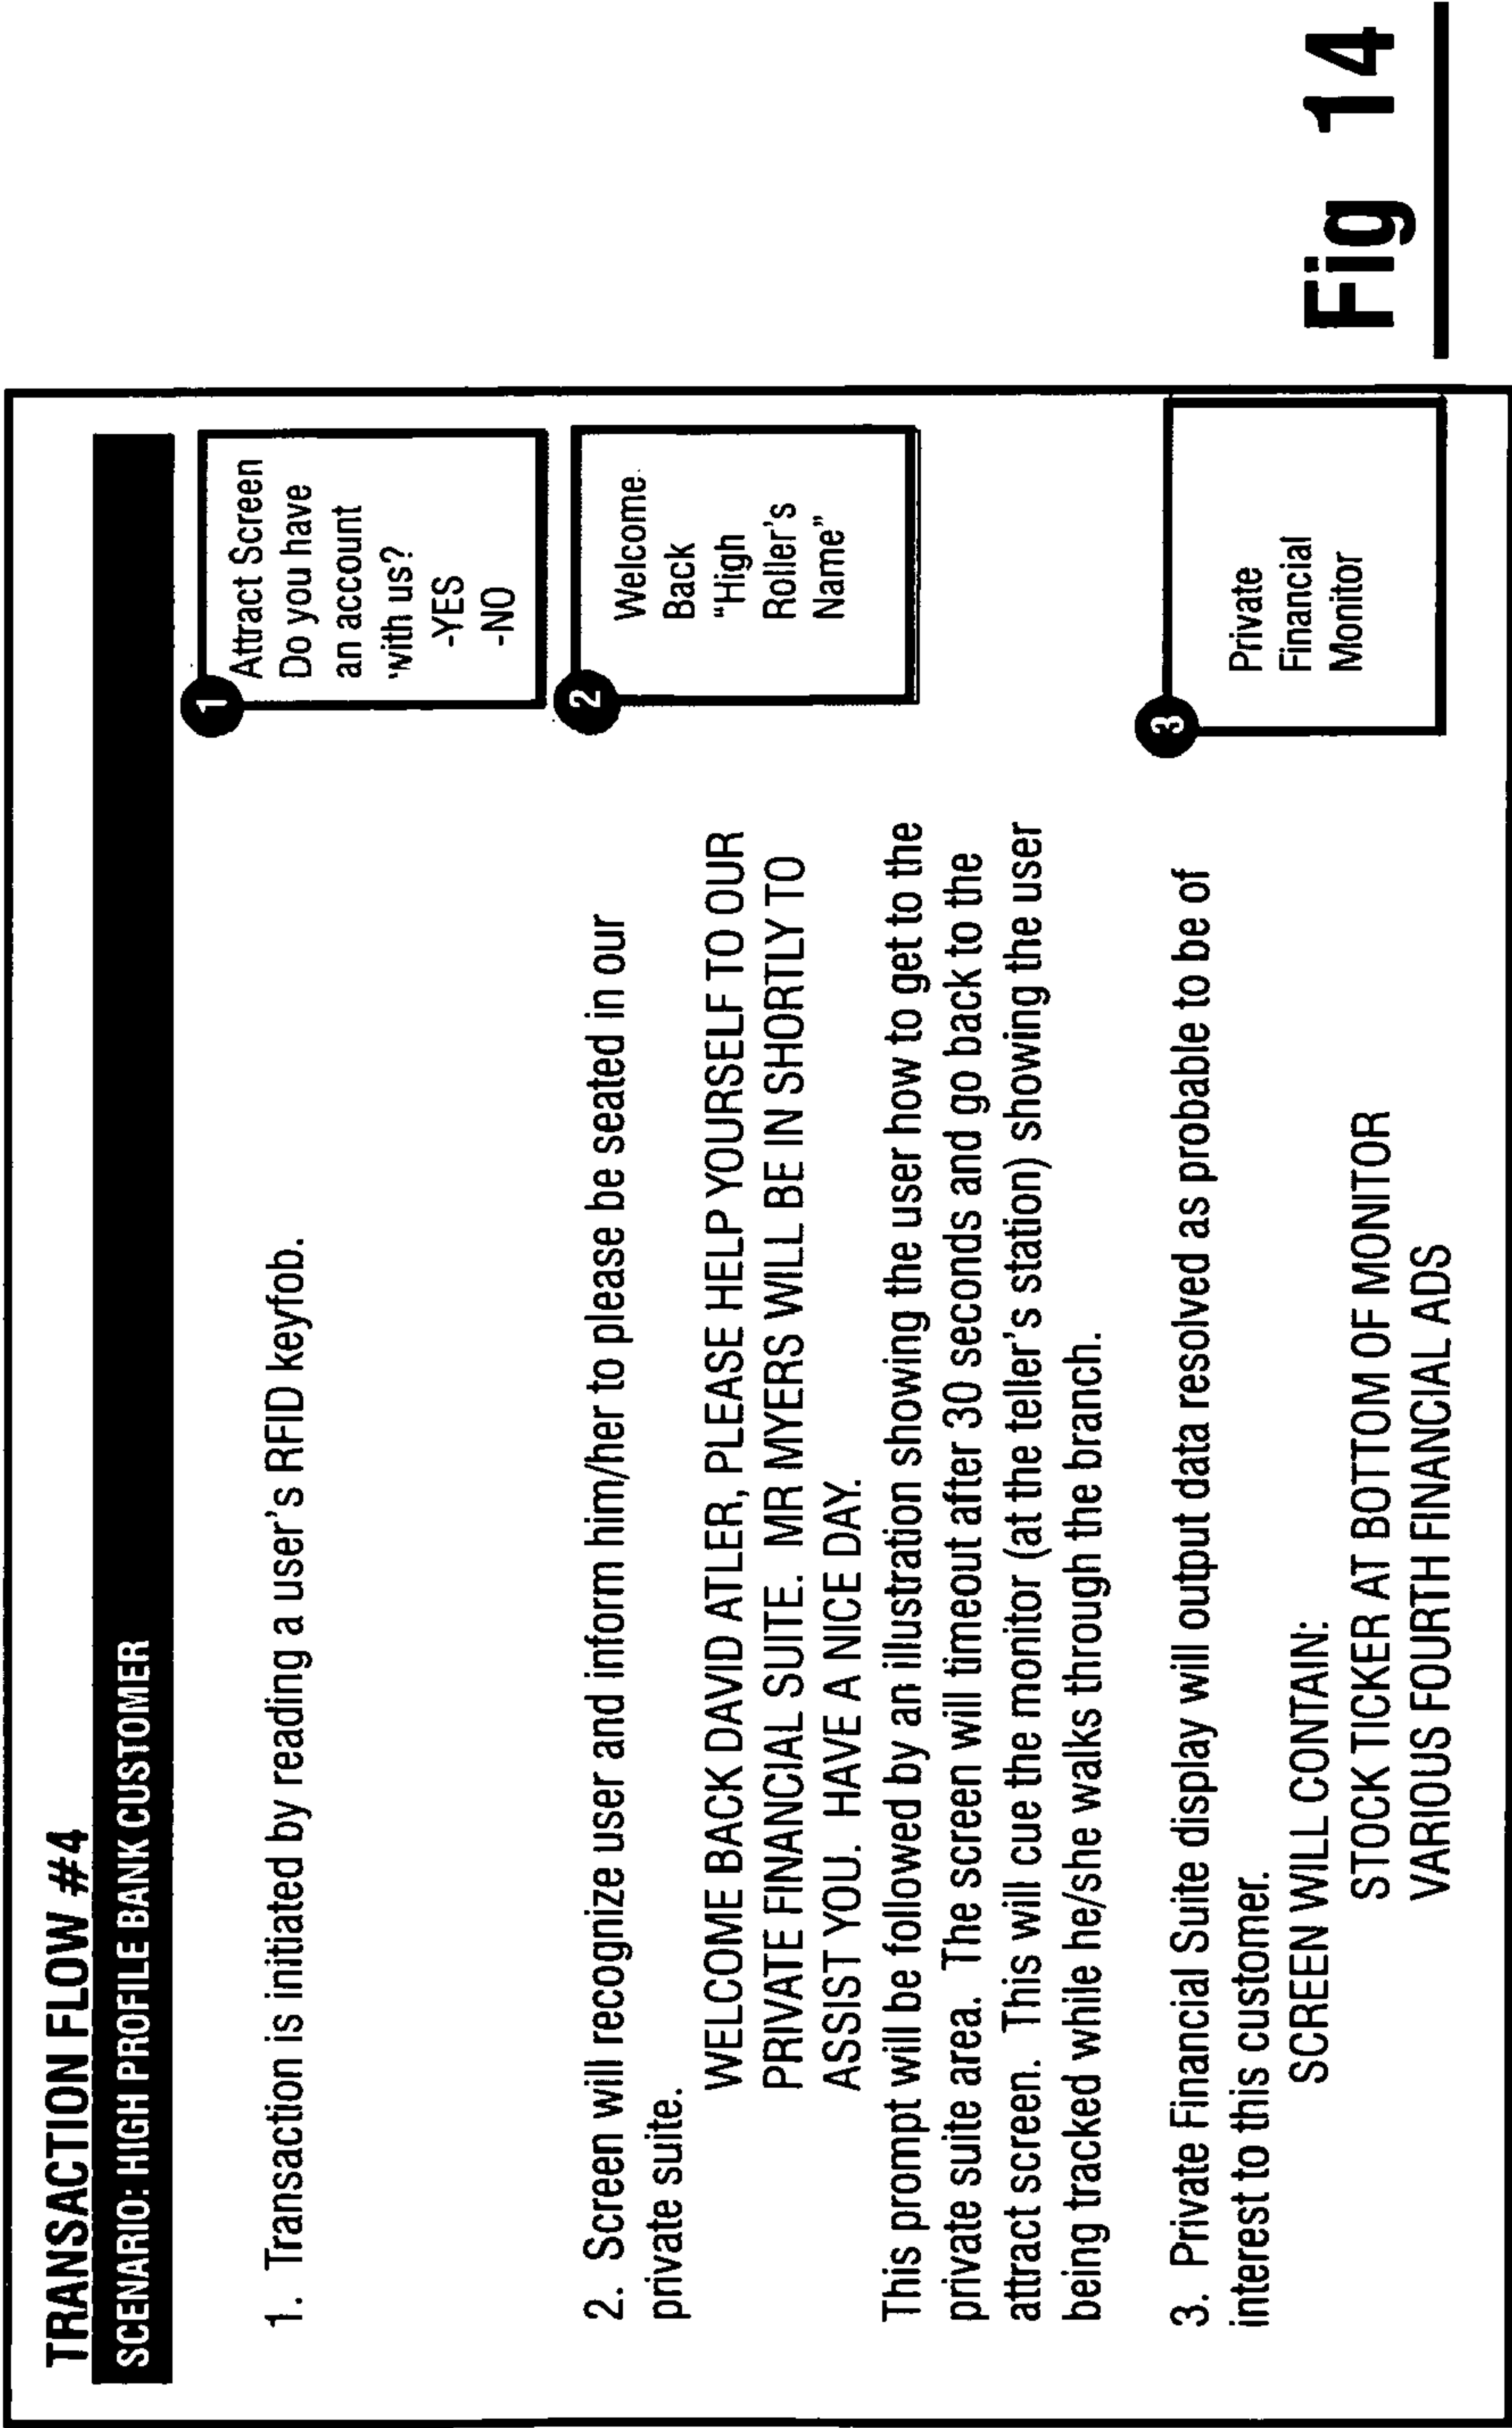 TRANSACTION FLOW #4
SCENARIO: HIGH PROFILE BANK CUSTOMER
1. Transaction is initiated by reading a user's RFID keyfob.
1
Attract Screen
Do you have
an account
with us?
-YES
-NO
2. Screen will recognize user and inform him/her to please be seated in our
private suite.
WELCOME BACK DAVID ATLER, PLEASE HELP YOURSELF TO OUR
PRIVATE FINANCIAL SUITE. MR MYERS WILL BE IN SHORTLY TO
ASSIST YOU. HAVE A NICE DAY.
This prompt will be followed by an illustration showing the user how to get to the
private suite area. The screen will timeout after 30 seconds and go back to the
attract screen. This will cue the monitor (at the teller's station) showing the user
being tracked while he/she walks through the branch.
2
Welcome
Back
"High
Roller's
Name"
3. Private Financial Suite display will output data resolved as probable to be of
interest to this customer.
SCREEN WILL CONTAIN:
STOCK TICKER AT BOTTOM OF MONITOR
VARIOUS FOURTH FINANCIAL ADS
3
Private
Financial
Monitor
Fig 14